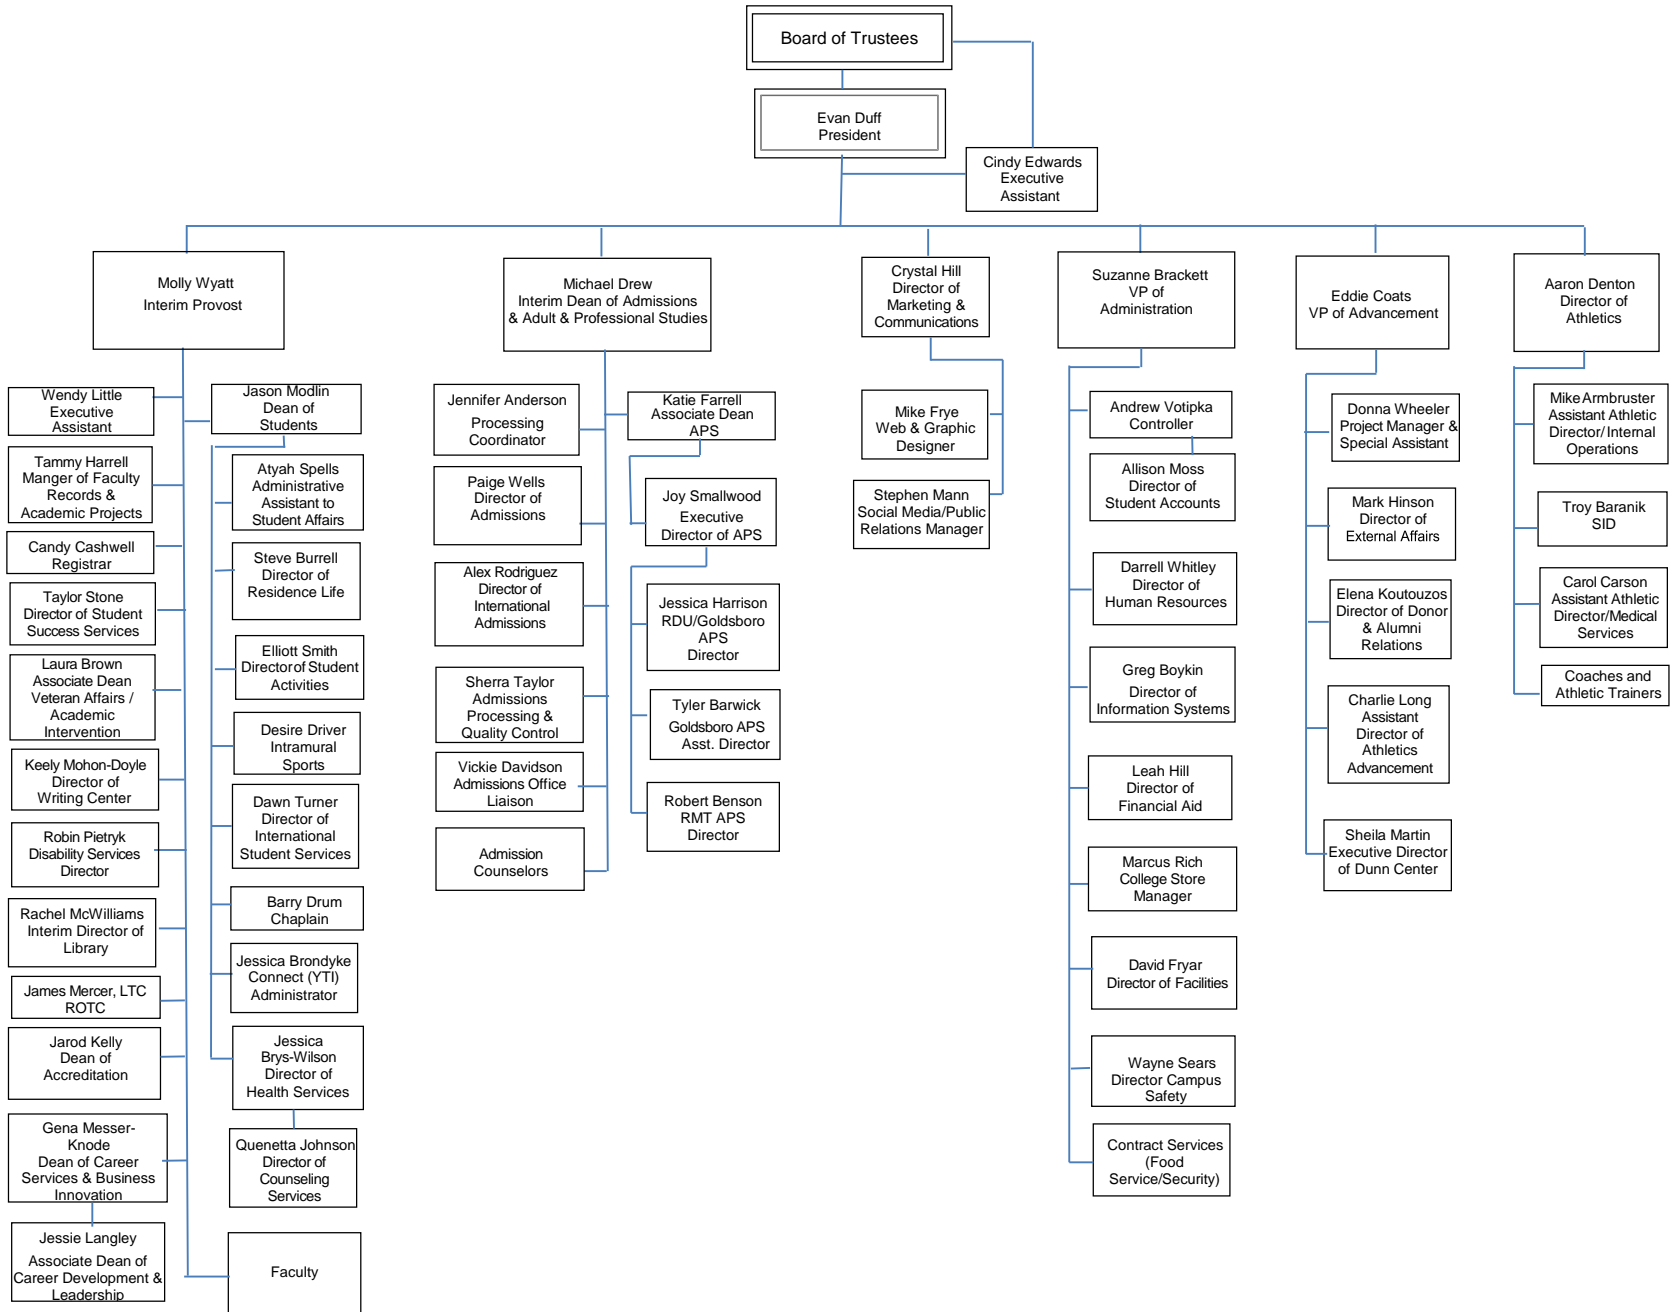 Board of Trustees
Evan Duff
President
Cindy Edwards
Executive
Assistant
Molly Wyatt
Interim Provost
Michael Drew
Interim Dean of Admissions
& Adult & Professional Studies
Crystal Hill
Director of
Marketing &
Communications
Suzanne Brackett
VP of
Administration
Eddie Coats
VP of Advancement
Aaron Denton
Director of
Athletics
Wendy Little
Executive
Assistant
Tammy Harrell
Manger of Faculty
Records &
Academic Projects
Candy Cashwell
Registrar
Taylor Stone
Director of Student
Success Services
Laura Brown
Associate Dean
Veteran Affairs /
Academic
Intervention
Keely Mohon-Doyle
Director of
Writing Center
Robin Pietryk
Disability Services
Director
Rachel McWilliams
Interim Director of
Library
James Mercer, LTC
ROTC
Jarod Kelly
Dean of
Accreditation
Gena Messer-
Knode
Dean of Career
Services & Business
Innovation
Jessie Langley
Associate Dean of
Career Development &
Leadership
Jason Modlin
Dean of
Students
Atyah Spells
Administrative
Assistant to
Student Affairs
Steve Burrell
Director of
Residence Life
Elliott Smith
Director of Student
Activities
Desire Driver
Intramural
Sports
Dawn Turner
Director of
International
Student Services
Barry Drum
Chaplain
Jessica Brondyke
Connect (YTI)
Administrator
Jessica
Brys-Wilson
Director of
Health Services
Quenetta Johnson
Director of
Counseling
Services
Faculty
Jennifer Anderson
Processing
Coordinator
Paige Wells
Director of
Admissions
Alex Rodriguez
Director of
International
Admissions
Sherra Taylor
Admissions
Processing &
Quality Control
Vickie Davidson
Admissions Office
Liaison
Admission
Counselors
Katie Farrell
Associate Dean
APS
Joy Smallwood
Executive
Director of APS
Jessica Harrison
RDU/Goldsboro
APS
Director
Tyler Barwick
Goldsboro APS
Asst. Director
Robert Benson
RMT APS
Director
Mike Frye
Web & Graphic
Designer
Stephen Mann
Social Media/Public
Relations Manager
Andrew Votipka
Controller
Allison Moss
Director of
Student Accounts
Darrell Whitley
Director of
Human Resources
Greg Boykin
Director of
Information Systems
Leah Hill
Director of
Financial Aid
Marcus Rich
College Store
Manager
David Fryar
Director of Facilities
Wayne Sears
Director Campus
Safety
Contract Services
(Food
Service/Security)
Donna Wheeler
Project Manager &
Special Assistant
Mark Hinson
Director of
External Affairs
Elena Koutouzos
Director of Donor
& Alumni
Relations
Charlie Long
Assistant
Director of
Athletics
Advancement
Sheila Martin
Executive Director
of Dunn Center
Mike Armbruster
Assistant Athletic
Director/ Internal
Operations
Troy Baranik
SID
Carol Carson
Assistant Athletic
Director/Medical
Services
Coaches and
Athletic Trainers